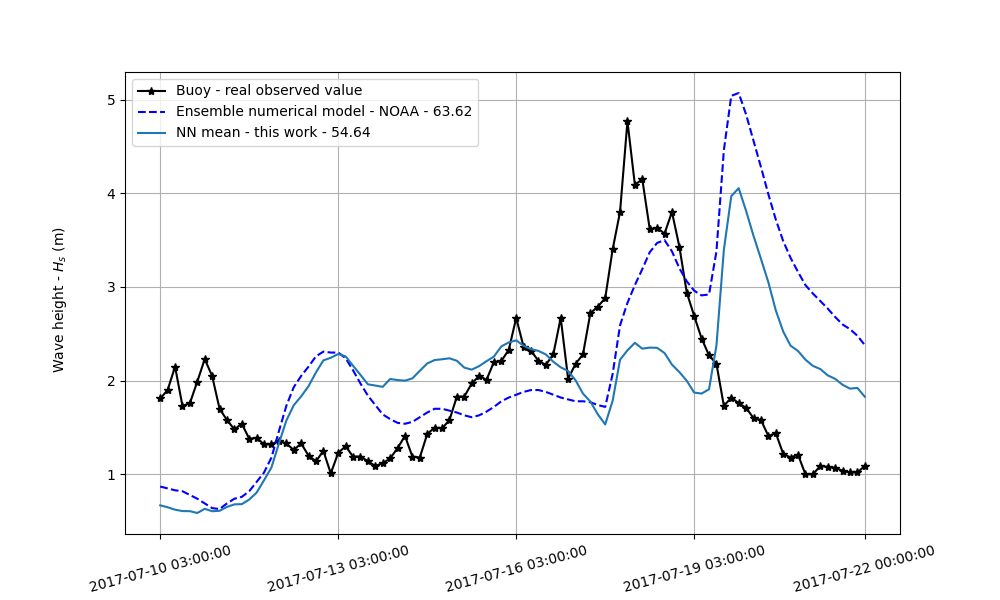 Buoy - real observed value
Ensemble numerical model - NOAA - 63.62
NN mean - this work - 54.64
Wave height - Hs (m)
5
4
3
2
1
2017-07-10 03:00:00
2017-07-13 03:00:00
2017-07-16 03:00:00
2017-07-19 03:00:00
2017-07-22 00:00:00